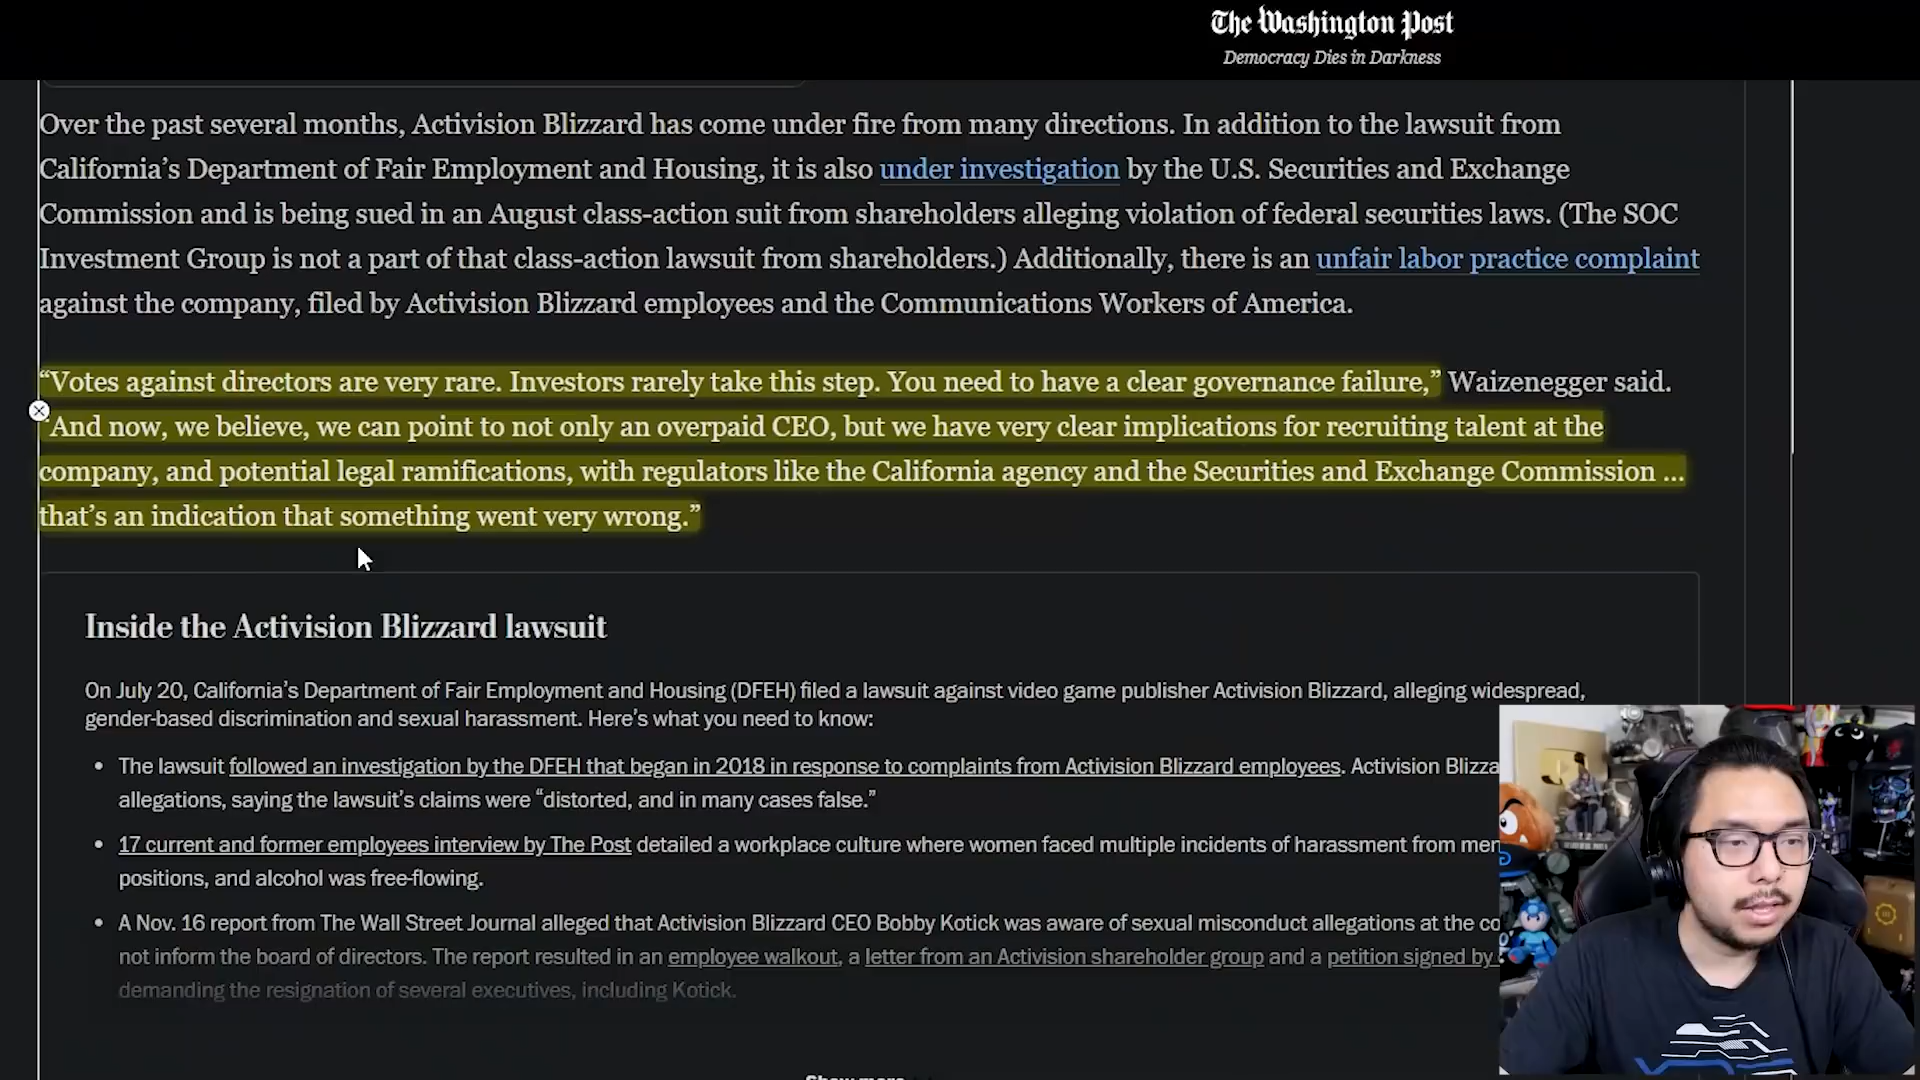 The Washington Post
Democracy Dies in Darkness
Over the past several months, Activision Blizzard has come under fire from many directions. In addition to the lawsuit from
California’s Department of Fair Employment and Housing, it is also under investigation by the U.S. Securities and Exchange
Commission and is being sued in an August class-action suit from shareholders alleging violation of federal securities laws. (The SOC
Investment Group is not a part of that class-action lawsuit from shareholders.) Additionally, there is an unfair labor practice complaint
against the company, filed by Activision Blizzard employees and the Communications Workers of America.
“Votes against directors are very rare. Investors rarely take this step. You need to have a clear governance failure,” Waizenegger said.
“And now, we believe, we can point to not only an overpaid CEO, but we have very clear implications for recruiting talent at the
company, and potential legal ramifications, with regulators like the California agency and the Securities and Exchange Commission ...
that’s an indication that something went very wrong.”
Inside the Activision Blizzard lawsuit
On July 20, California’s Department of Fair Employment and Housing (DFEH) filed a lawsuit against video game publisher Activision Blizzard, alleging widespread,
gender-based discrimination and sexual harassment. Here’s what you need to know:
• The lawsuit followed an investigation by the DFEH that began in 2018 in response to complaints from Activision Blizzard employees. Activision Blizza
allegations, saying the lawsuit’s claims were “distorted, and in many cases false.”
• 17 current and former employees interview by The Post detailed a workplace culture where women faced multiple incidents of harassment from men
positions, and alcohol was free-flowing.
• A Nov. 16 report from The Wall Street Journal alleged that Activision Blizzard CEO Bobby Kotick was aware of sexual misconduct allegations at the co
not inform the board of directors. The report resulted in an employee walkout, a letter from an Activision shareholder group and a petition signed by
demanding the resignation of several executives, including Kotick.
Show more